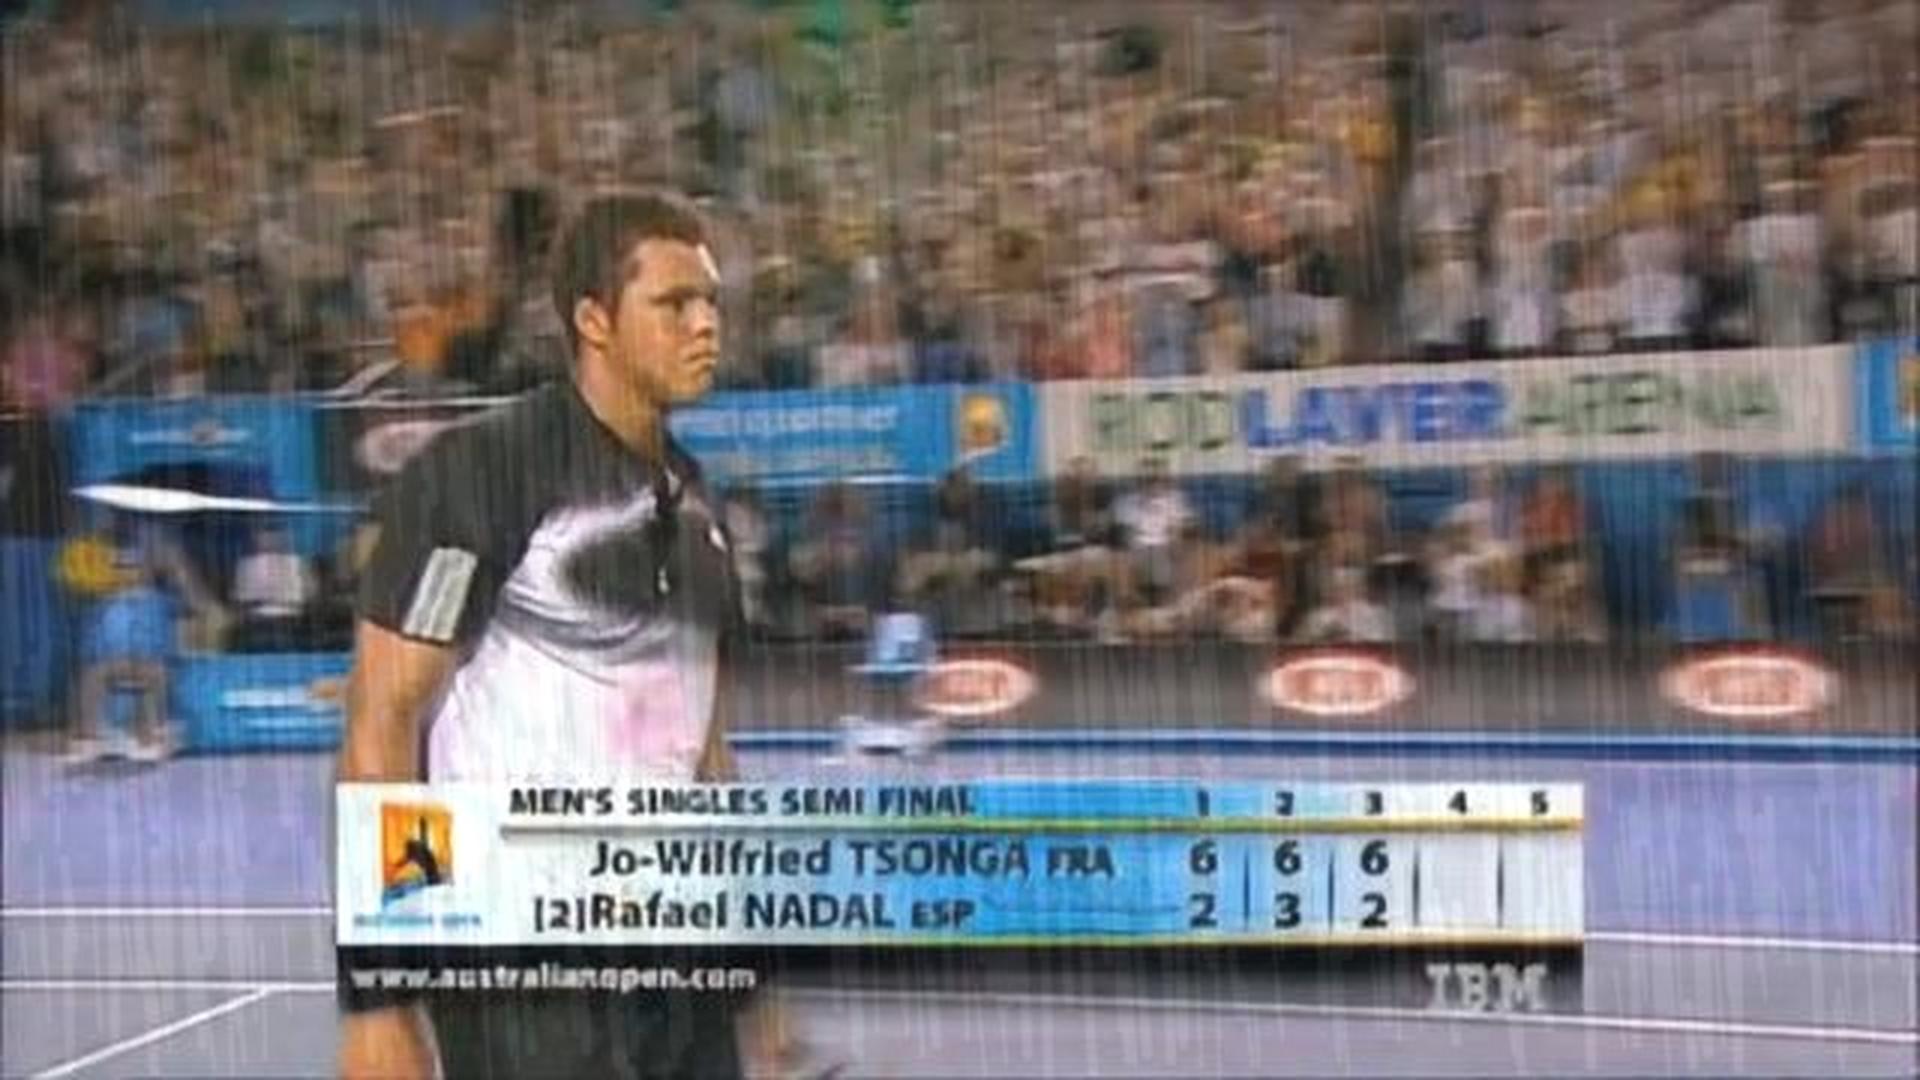 ROD LAVER ARENA
MEN'S SINGLES SEMI FINAL 1 2 3 4 5
Jo-Wilfried TSONGA FRA 6 6 6
[2] Rafael NADAL ESP 2 3 2
www.australianopen.com IBM